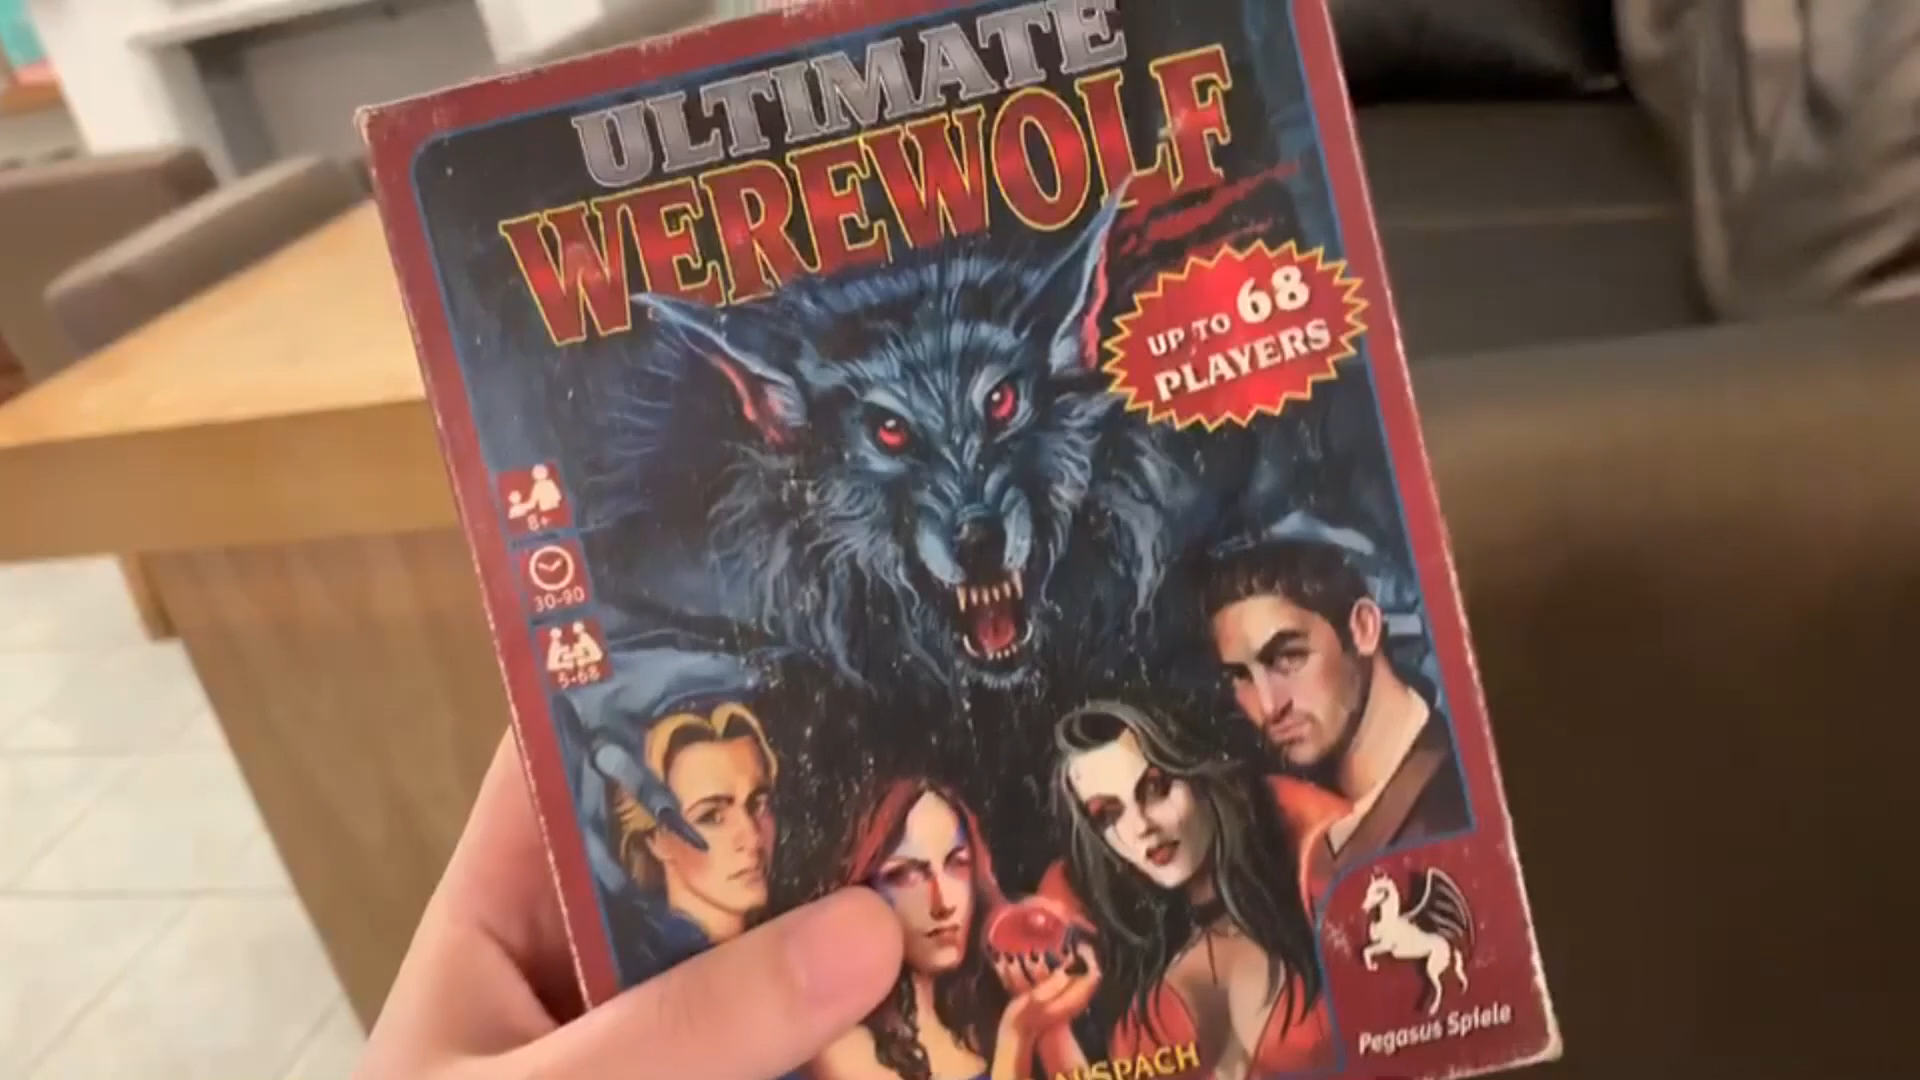 ULTIMATE
WEREWOLF
UP TO 68
PLAYERS
8+
30-90
5-68
Pegasus Spiele